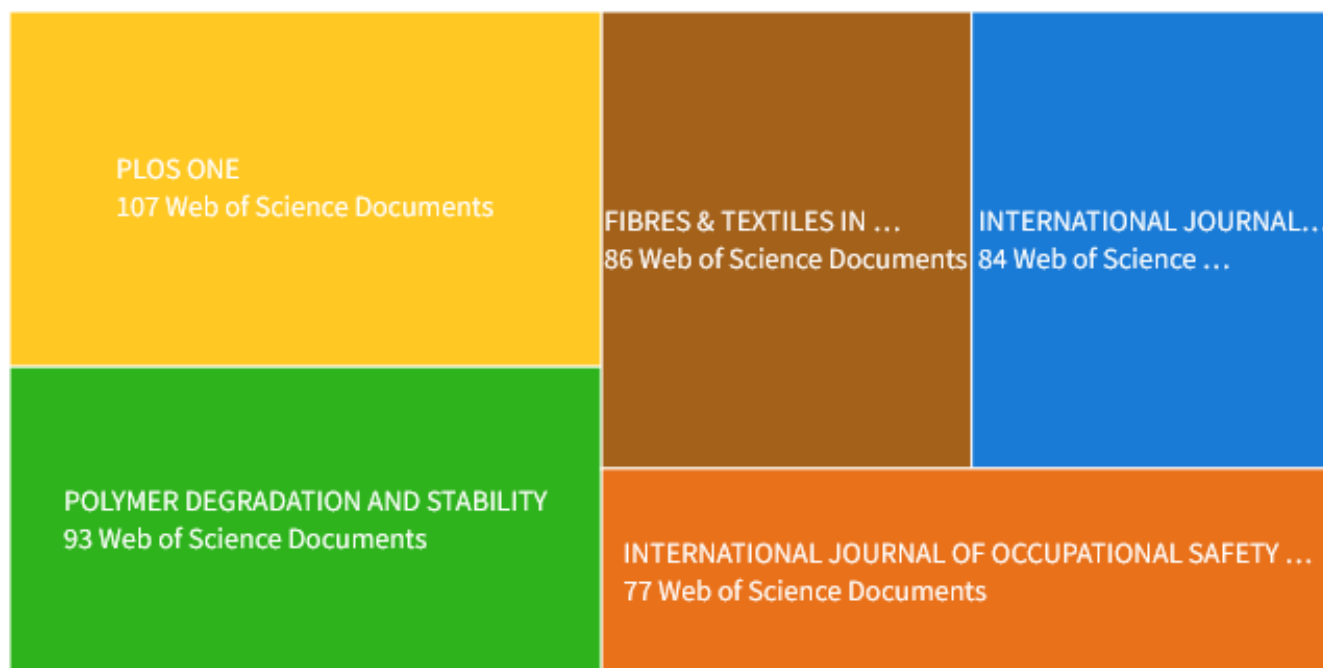 PLOS ONE
107 Web of Science Documents
POLYMER DEGRADATION AND STABILITY
93 Web of Science Documents
FIBRES & TEXTILES IN …
86 Web of Science Documents
INTERNATIONAL JOURNAL…
84 Web of Science …
INTERNATIONAL JOURNAL OF OCCUPATIONAL SAFETY …
77 Web of Science Documents